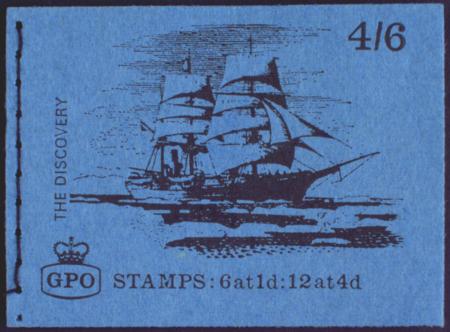 4/6
THE DISCOVERY
GPO
STAMPS:6at1d:12at4d